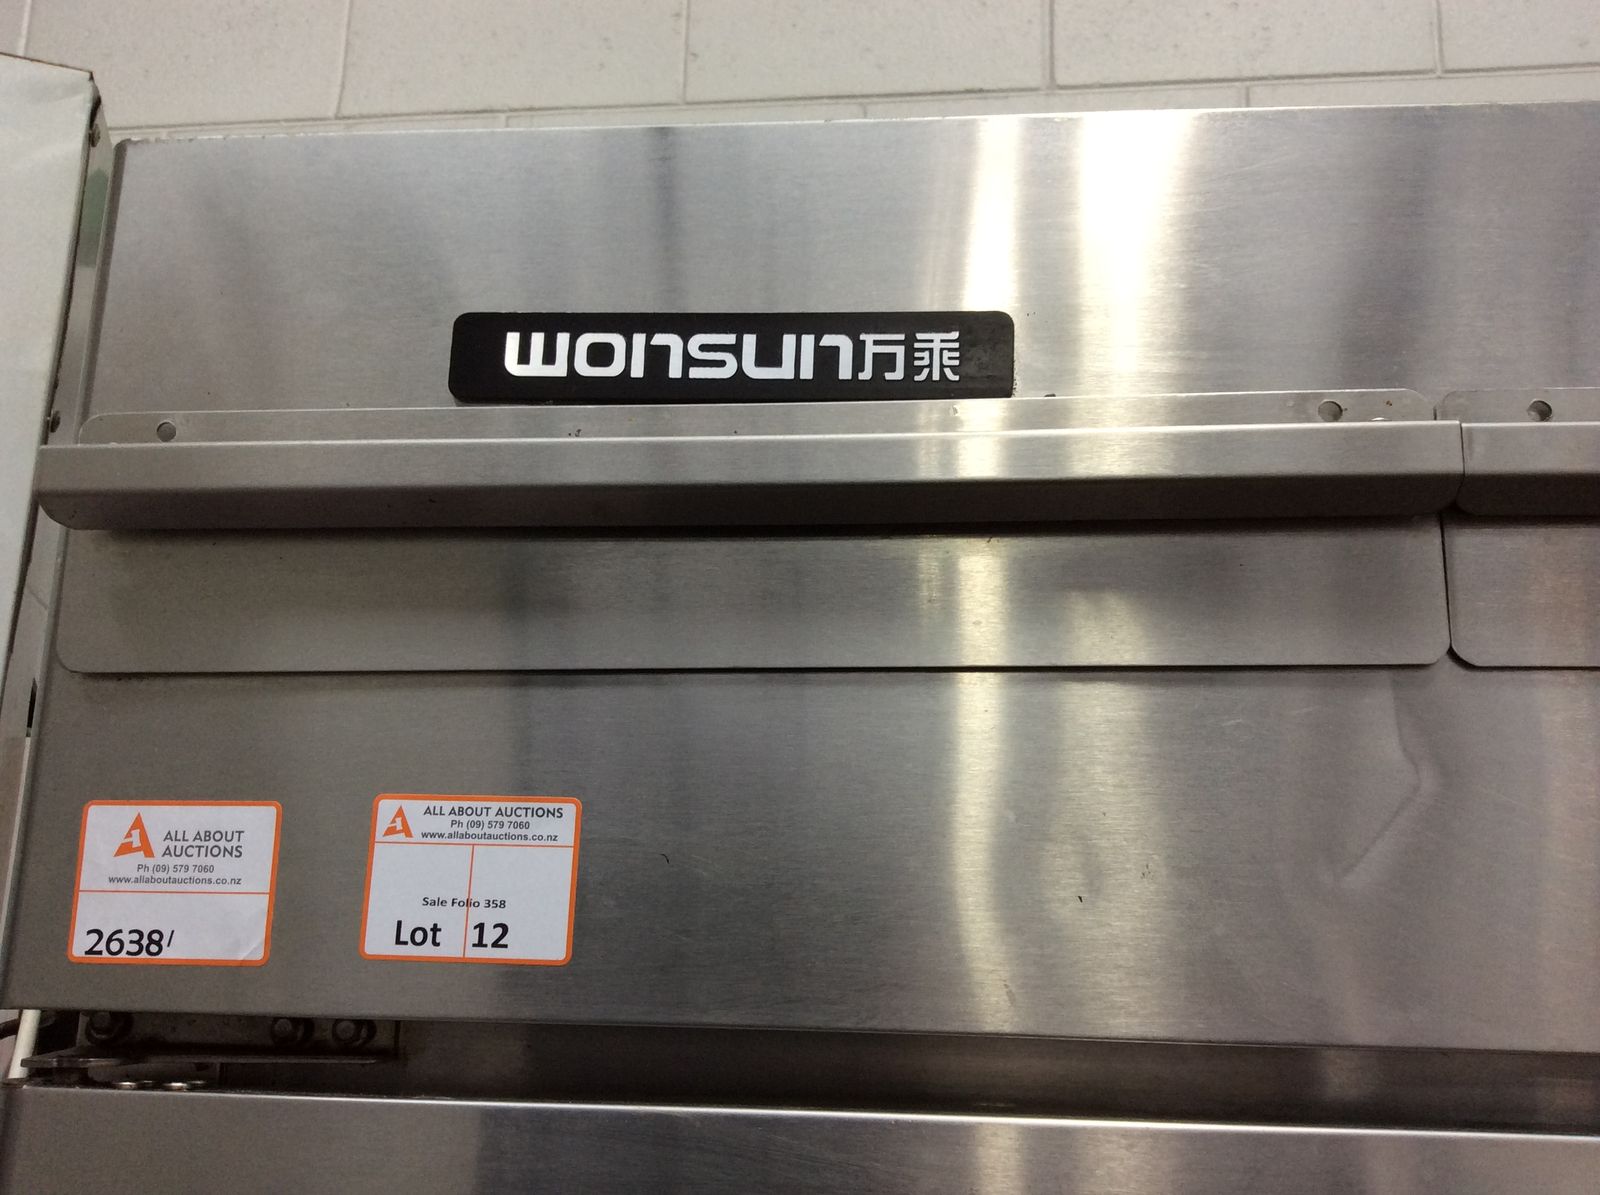 WONSUN万乘
ALL ABOUT
AUCTIONS
Ph (09) 579 7060
www.allaboutauctions.co.nz
2638/
ALL ABOUT AUCTIONS
Ph (09) 579 7060
www.allaboutauctions.co.nz
Sale Folio 358
Lot 12